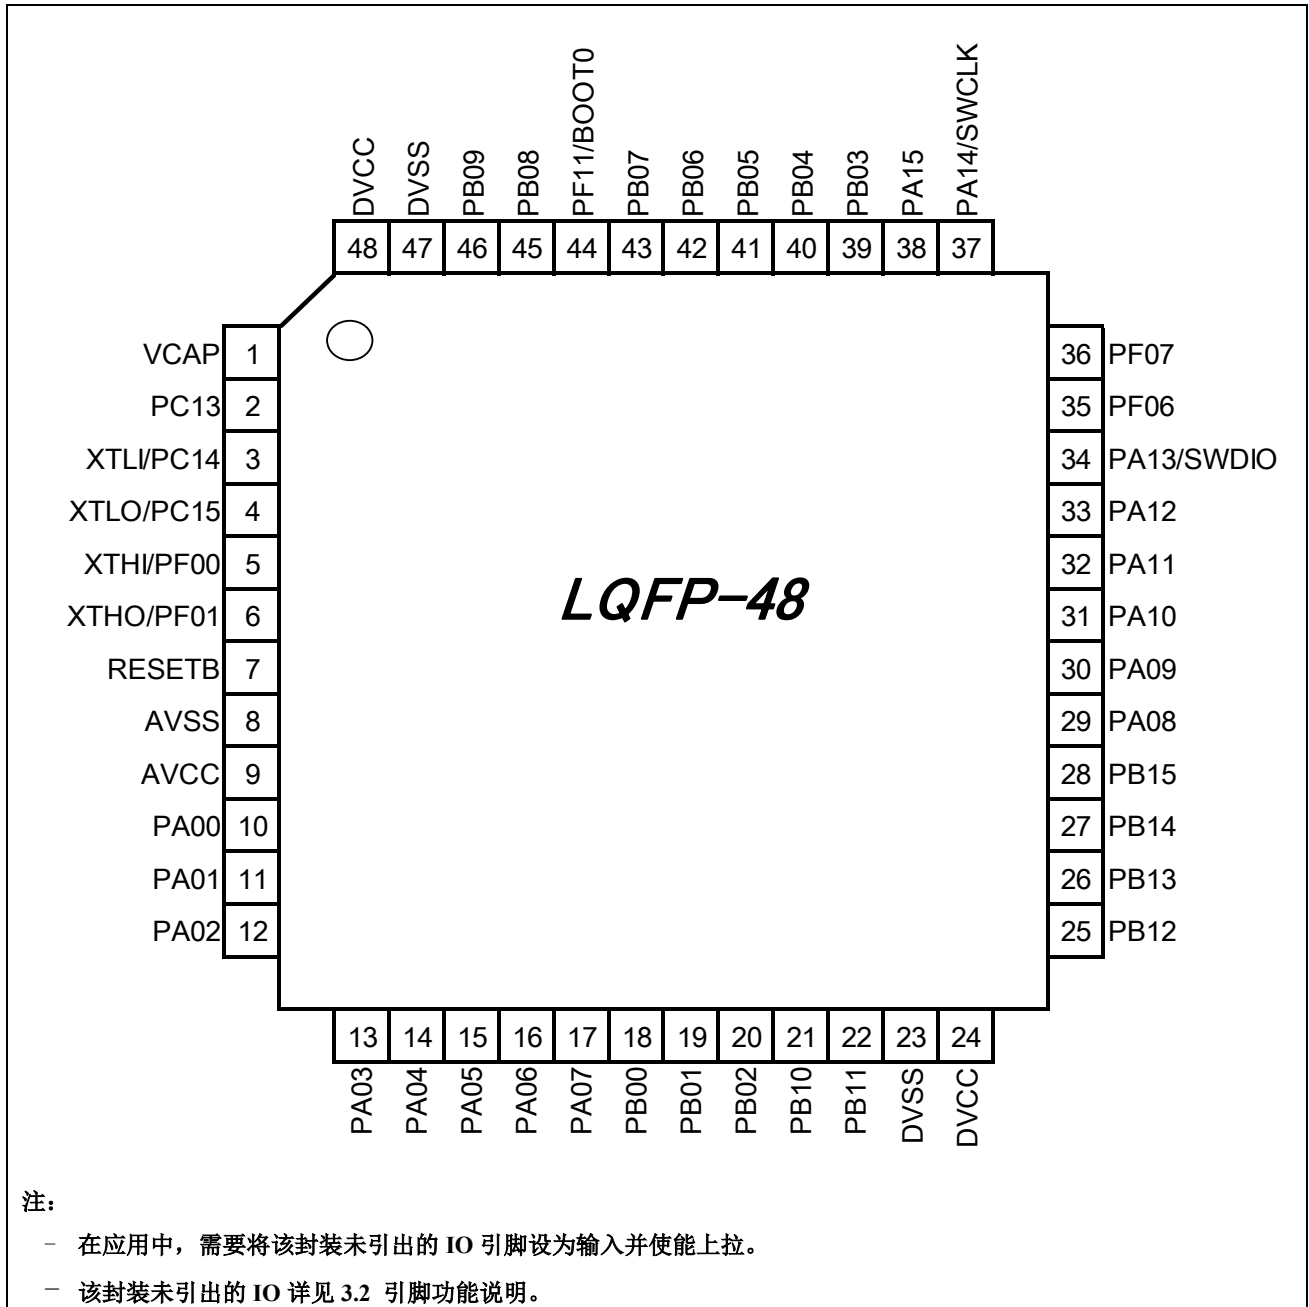 DVCC
DVSS
PB09
PB08
PF11/BOOT0
PB07
PB06
PB05
PB04
PB03
PA15
PA14/SWCLK
48 47 46 45 44 43 42 41 40 39 38 37
VCAP 1
PC13 2
XTLI/PC14 3
XTLO/PC15 4
XTHI/PF00 5
XTHO/PF01 6
RESETB 7
AVSS 8
AVCC 9
PA00 10
PA01 11
PA02 12
LQFP-48
36 PF07
35 PF06
34 PA13/SWDIO
33 PA12
32 PA11
31 PA10
30 PA09
29 PA08
28 PB15
27 PB14
26 PB13
25 PB12
13 14 15 16 17 18 19 20 21 22 23 24
PA03
PA04
PA05
PA06
PA07
PB00
PB01
PB02
PB10
PB11
DVSS
DVCC
注：
－ 在应用中，需要将该封装未引出的 IO 引脚设为输入并使能上拉。
－ 该封装未引出的 IO 详见 3.2 引脚功能说明。